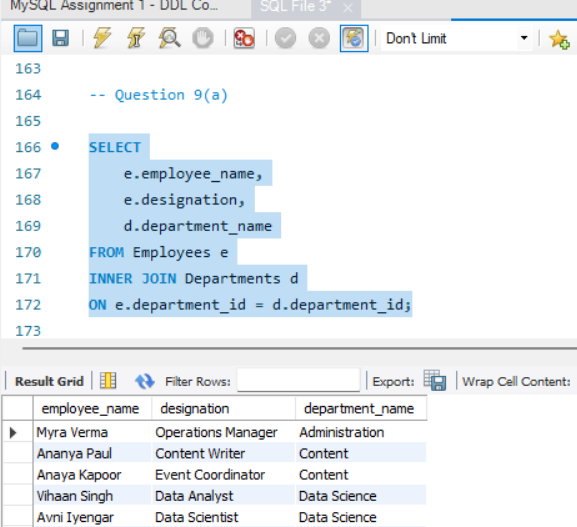 MySQL Assignment 1 - DDL Co... SQL File 3*
Don't Limit
163
164 -- Question 9(a)
165
166 SELECT
167 e.employee_name,
168 e.designation,
169 d.department_name
170 FROM Employees e
171 INNER JOIN Departments d
172 ON e.department_id = d.department_id;
173
Result Grid Filter Rows: Export: Wrap Cell Content:
employee_name designation department_name
Myra Verma Operations Manager Administration
Ananya Paul Content Writer Content
Anaya Kapoor Event Coordinator Content
Vihaan Singh Data Analyst Data Science
Avni Iyengar Data Scientist Data Science